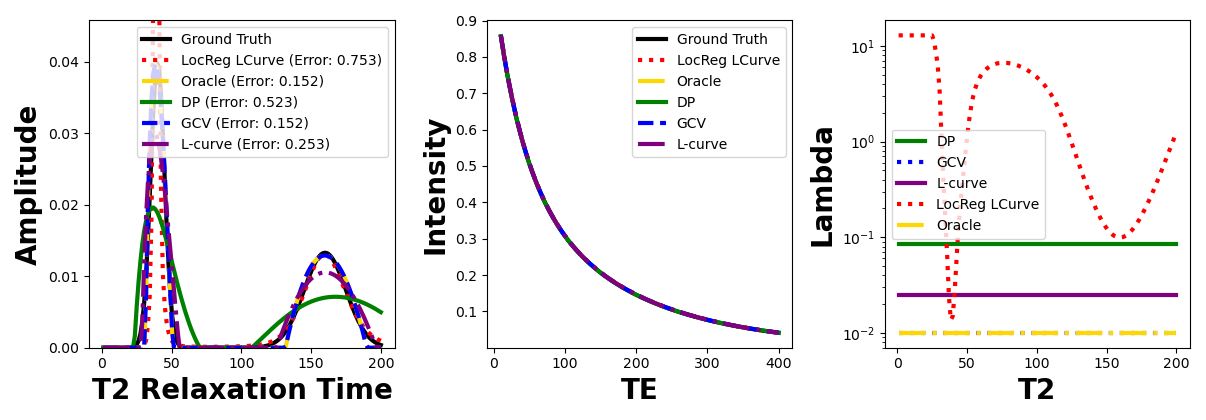 Amplitude
0.04
0.03
0.02
0.01
0.00
0
50
100
150
200
T2 Relaxation Time
Ground Truth
LocReg LCurve (Error: 0.753)
Oracle (Error: 0.152)
DP (Error: 0.523)
GCV (Error: 0.152)
L-curve (Error: 0.253)
Intensity
0.9
0.8
0.7
0.6
0.5
0.4
0.3
0.2
0.1
0
100
200
300
400
TE
Ground Truth
LocReg LCurve
Oracle
DP
GCV
L-curve
Lambda
10¹
10⁰
10⁻¹
10⁻²
0
50
100
150
200
T2
DP
GCV
L-curve
LocReg LCurve
Oracle